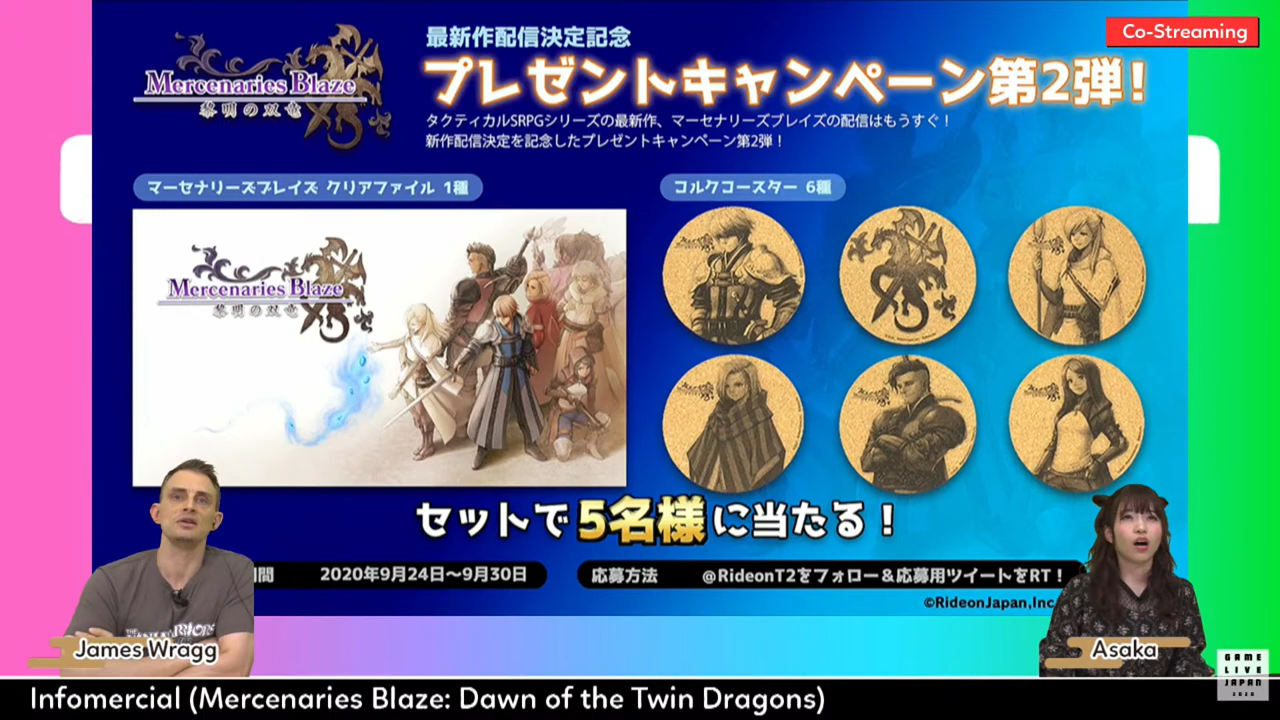 Co-Streaming
最新作配信決定記念
プレゼントキャンペーン第2弾!
Mercenaries Blaze
黎明の双竜
タクティカルSRPGシリーズの最新作、マーセナリーズブレイズの配信はもうすぐ!
新作配信決定を記念したプレゼントキャンペーン第2弾!
マーセナリーズブレイズ クリアファイル 1種
コルクコースター 6種
Mercenaries Blaze
黎明の双竜
セットで5名様に当たる!
間 2020年9月24日〜9月30日
応募方法 @RideonT2をフォロー&応募用ツイートをRT!
©RideonJapan,Inc
THE
James Wragg
Asaka
GAME
LIVE
JAPAN
2020
Infomercial (Mercenaries Blaze: Dawn of the Twin Dragons)